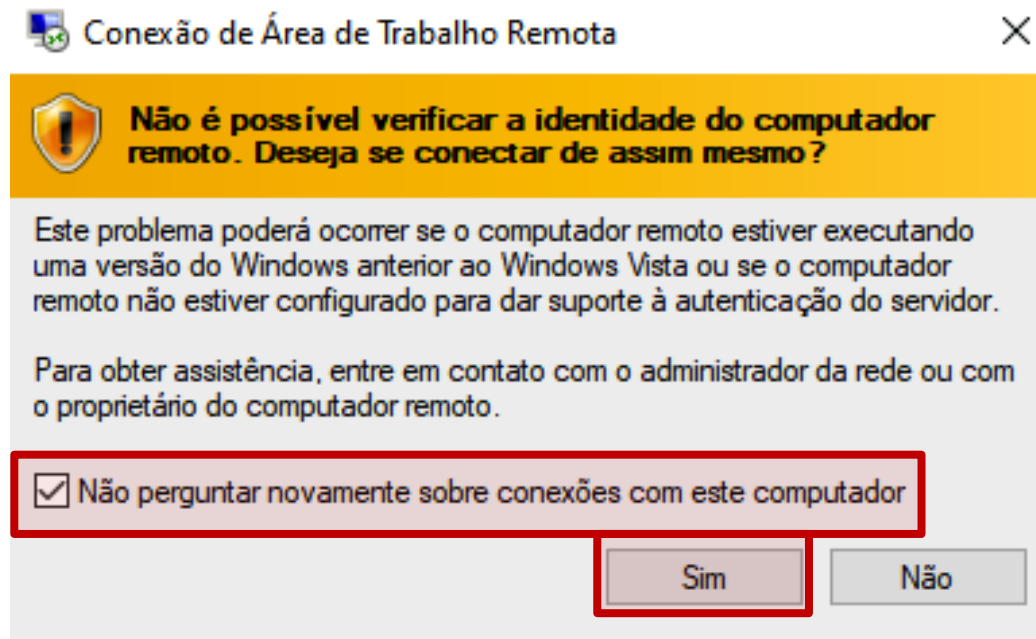 Conexão de Área de Trabalho Remota
Não é possível verificar a identidade do computador
remoto. Deseja se conectar de assim mesmo?
Este problema poderá ocorrer se o computador remoto estiver executando
uma versão do Windows anterior ao Windows Vista ou se o computador
remoto não estiver configurado para dar suporte à autenticação do servidor.
Para obter assistência, entre em contato com o administrador da rede ou com
o proprietário do computador remoto.
Não perguntar novamente sobre conexões com este computador
Sim
Não